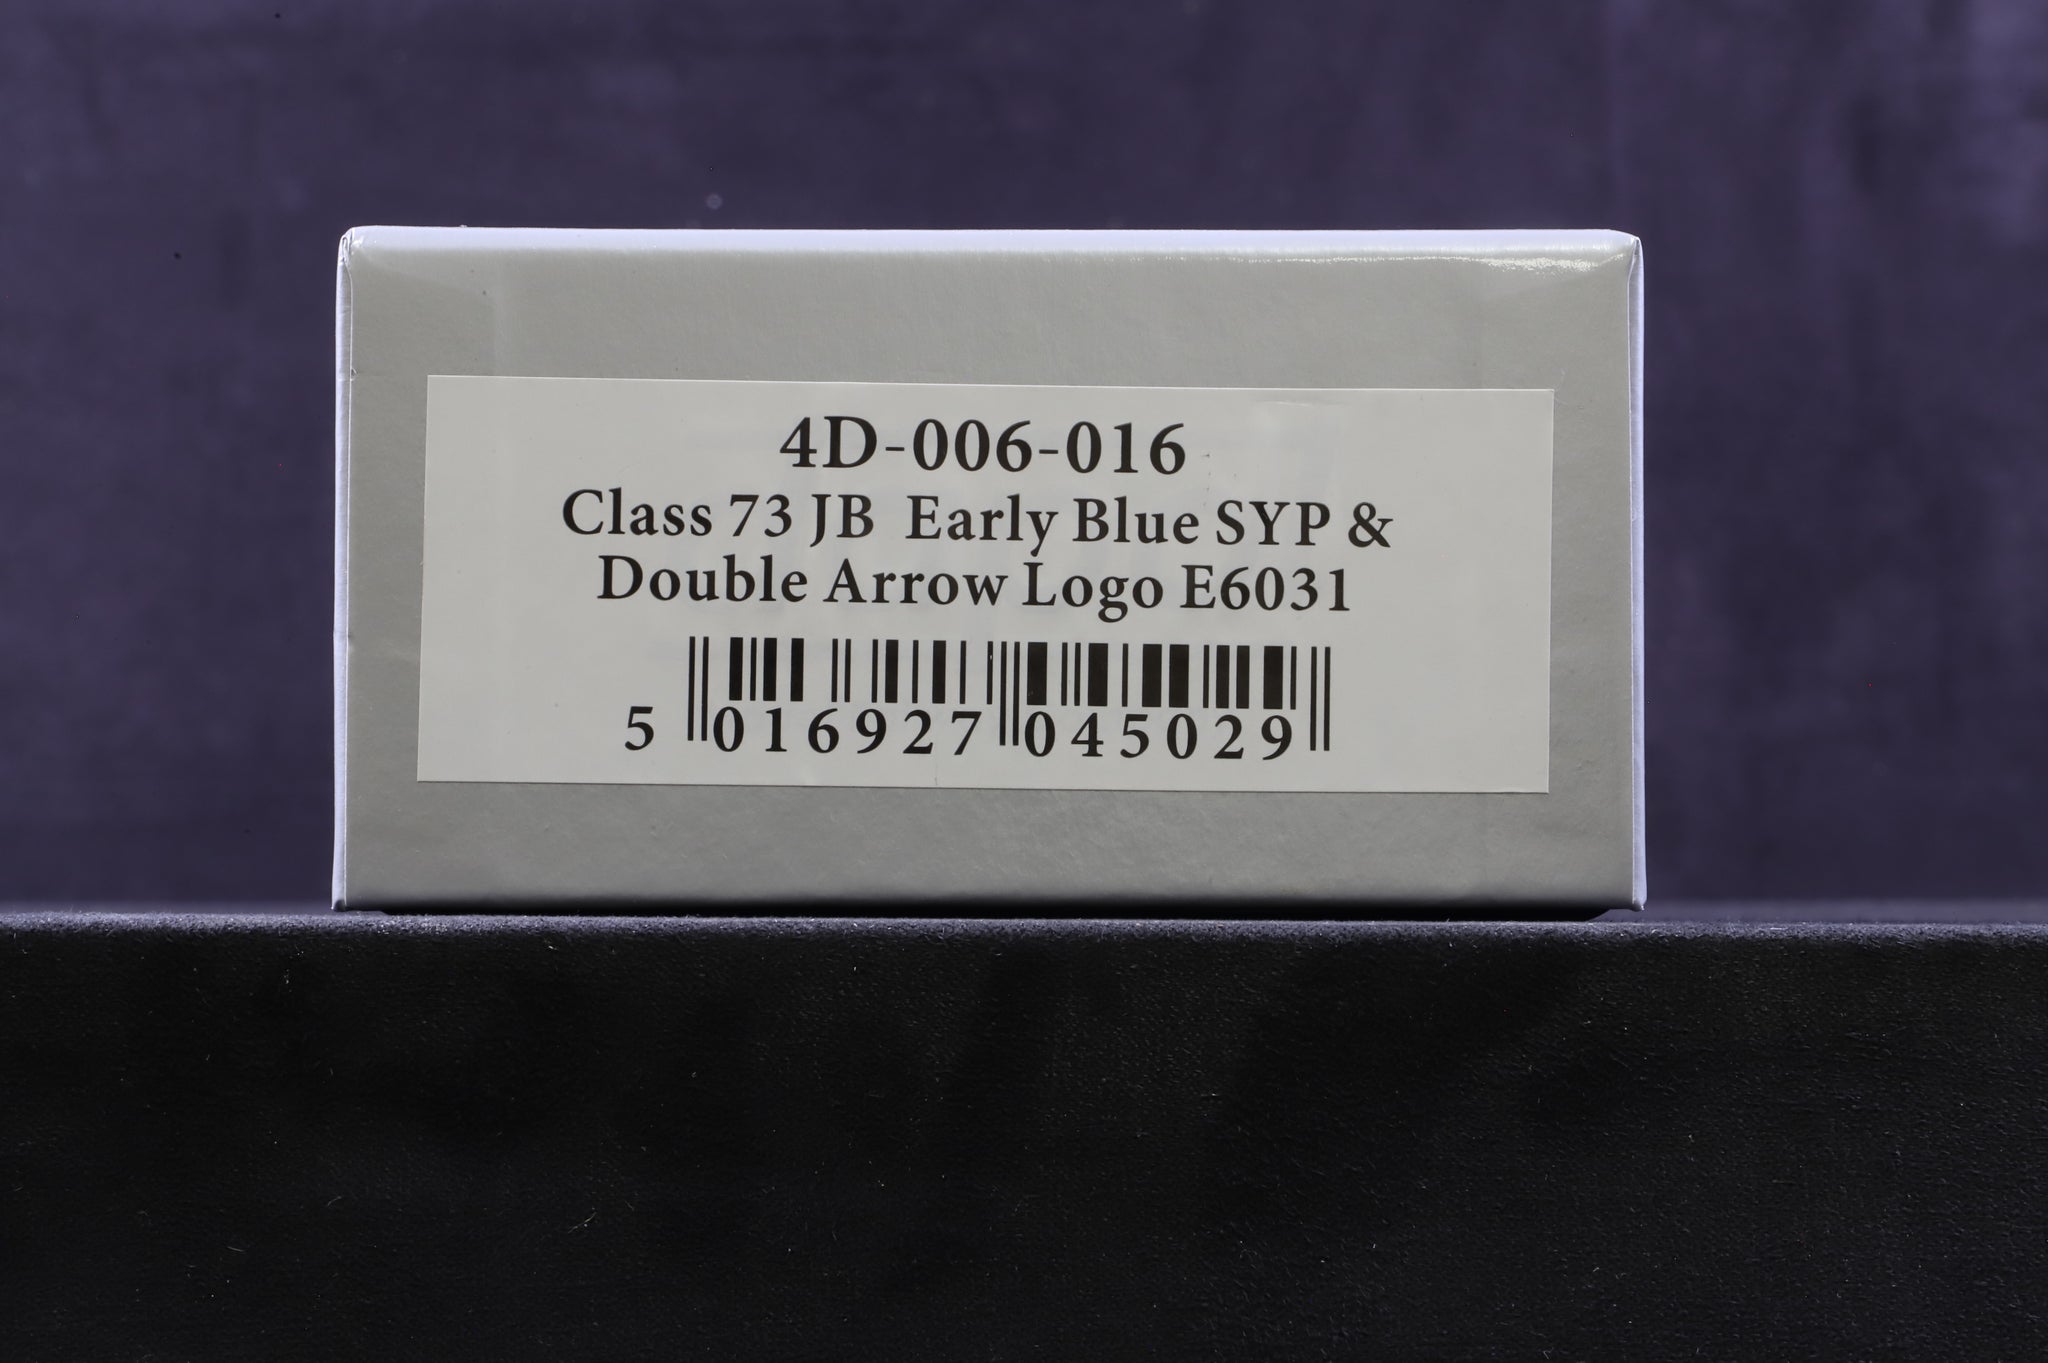 4D-006-016
Class 73 JB Early Blue SYP &
Double Arrow Logo E6031
5 016927 045029